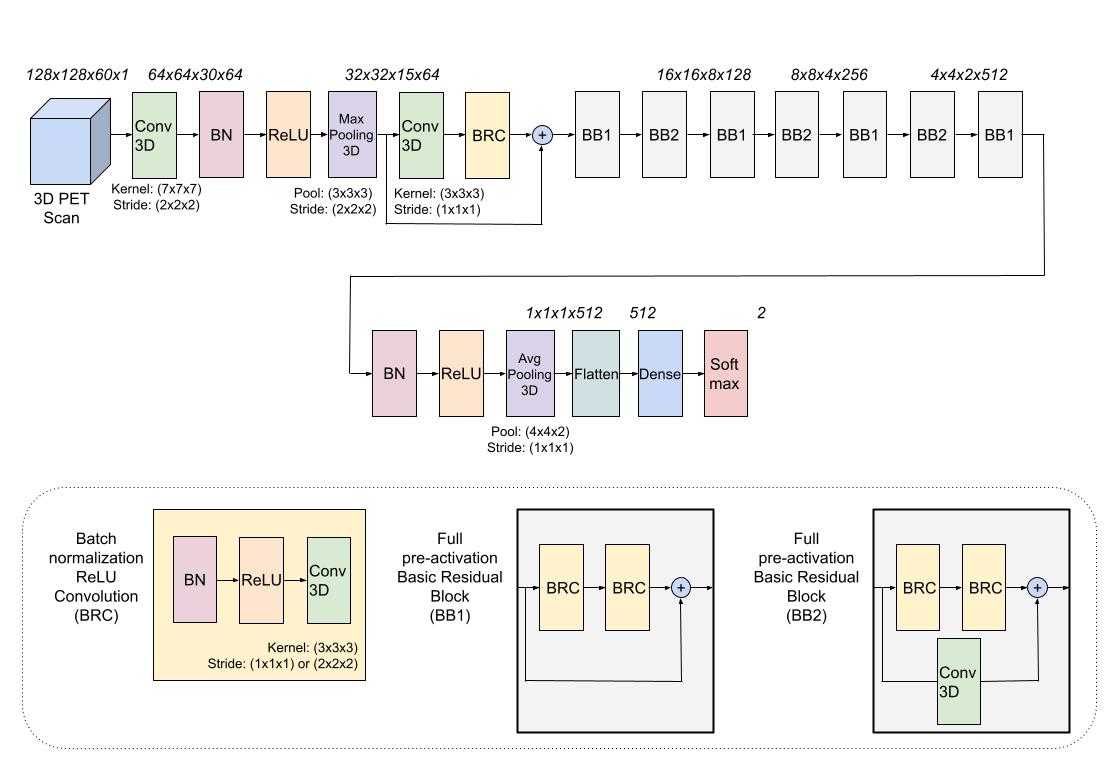 128x128x60x1
64x64x30x64
32x32x15x64
16x16x8x128
8x8x4x256
4x4x2x512
Conv
3D
BN
ReLU
Max
Pooling
3D
Conv
3D
BRC
+
BB1
BB2
BB1
BB2
BB1
BB2
BB1
3D PET
Scan
Kernel: (7x7x7)
Stride: (2x2x2)
Pool: (3x3x3)
Stride: (2x2x2)
Kernel: (3x3x3)
Stride: (1x1x1)
1x1x1x512
512
2
BN
ReLU
Avg
Pooling
3D
Flatten
Dense
Soft
max
Pool: (4x4x2)
Stride: (1x1x1)
Batch
normalization
ReLU
Convolution
(BRC)
BN
ReLU
Conv
3D
Kernel: (3x3x3)
Stride: (1x1x1) or (2x2x2)
Full
pre-activation
Basic Residual
Block
(BB1)
BRC
BRC
+
Full
pre-activation
Basic Residual
Block
(BB2)
BRC
BRC
+
Conv
3D